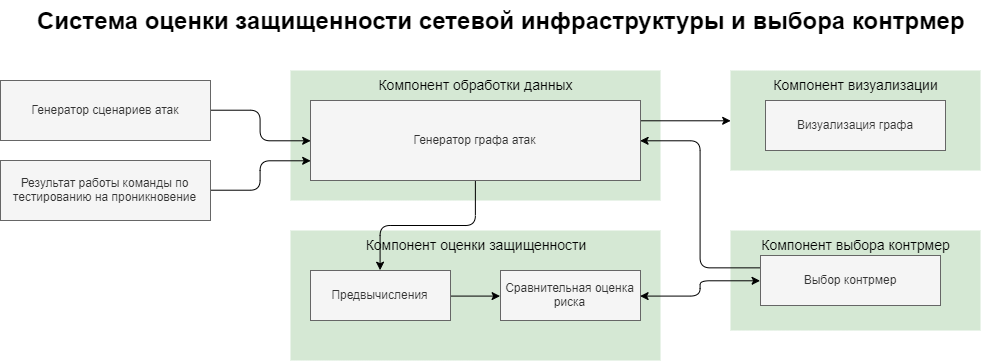 Система оценки защищенности сетевой инфраструктуры и выбора контрмер
Генератор сценариев атак
Результат работы команды по
тестированию на проникновение
Компонент обработки данных
Генератор графа атак
Компонент визуализации
Визуализация графа
Компонент оценки защищенности
Предвычисления
Сравнительная оценка
риска
Компонент выбора контрмер
Выбор контрмер